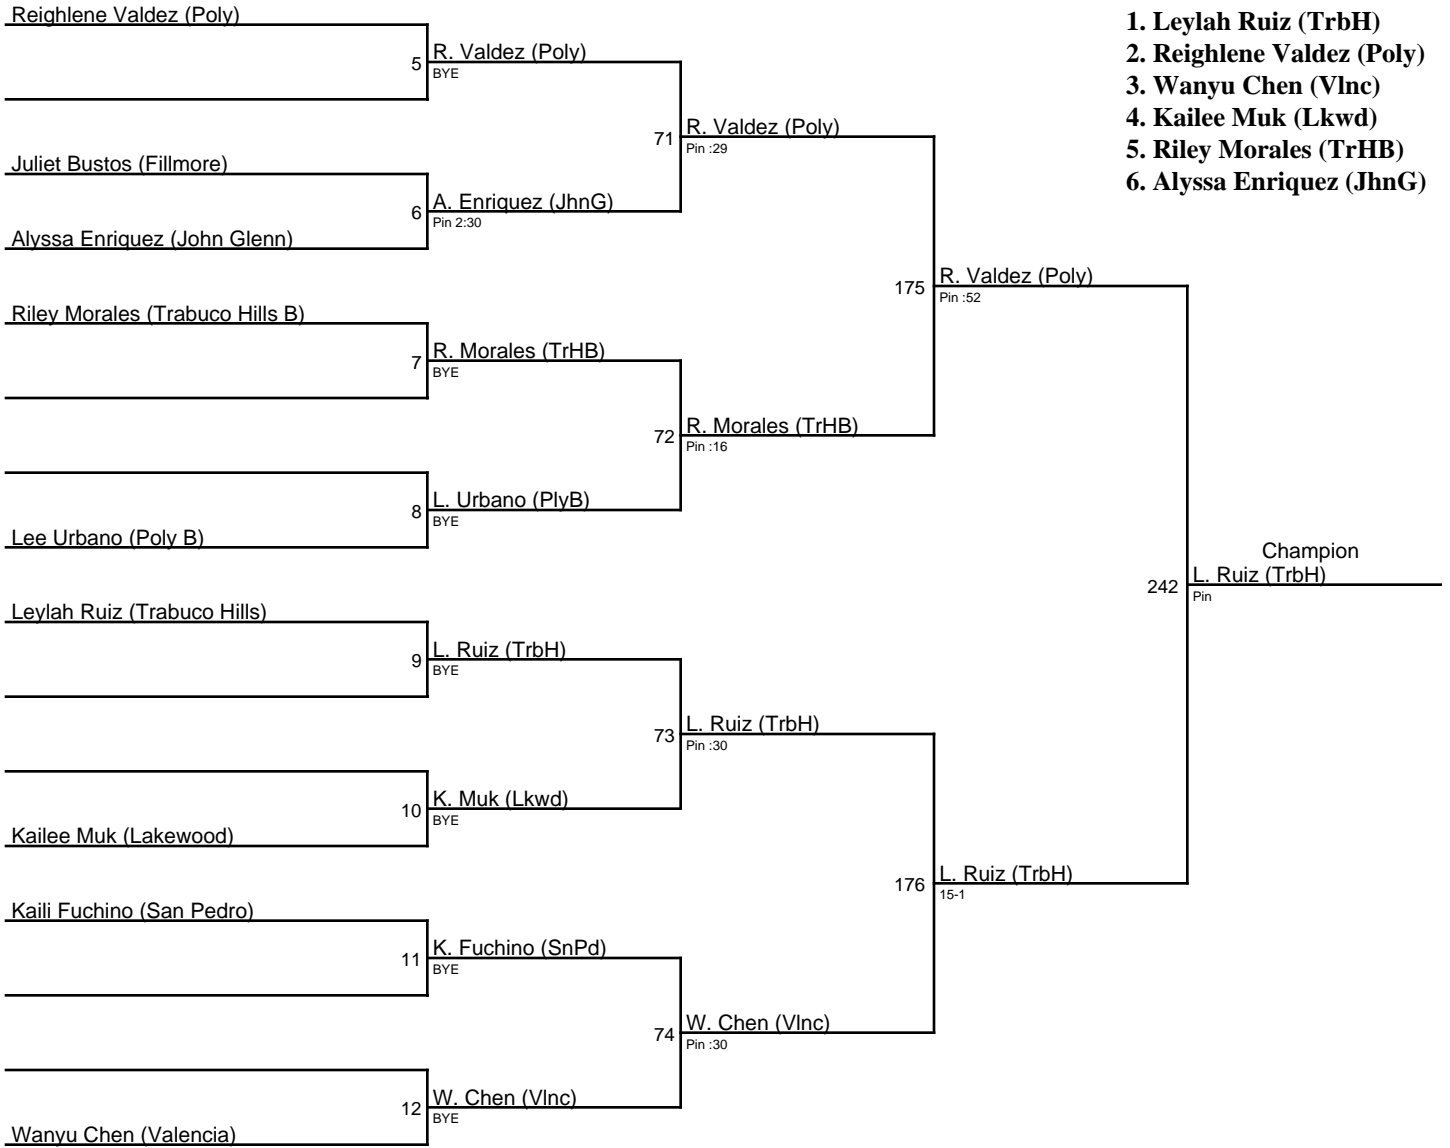 Reighlene Valdez (Poly)
5
R. Valdez (Poly)
BYE
Juliet Bustos (Fillmore)
6
A. Enriquez (JhnG)
Pin 2:30
Alyssa Enriquez (John Glenn)
71
R. Valdez (Poly)
Pin :29
Riley Morales (Trabuco Hills B)
7
R. Morales (TrHB)
BYE
72
R. Morales (TrHB)
Pin :16
8
L. Urbano (PlyB)
BYE
Lee Urbano (Poly B)
175
R. Valdez (Poly)
Pin :52
Leylah Ruiz (Trabuco Hills)
9
L. Ruiz (TrbH)
BYE
73
L. Ruiz (TrbH)
Pin :30
10
K. Muk (Lkwd)
BYE
Kailee Muk (Lakewood)
Kaili Fuchino (San Pedro)
11
K. Fuchino (SnPd)
BYE
74
W. Chen (Vlnc)
Pin :30
12
W. Chen (Vlnc)
BYE
Wanyu Chen (Valencia)
176
L. Ruiz (TrbH)
15-1
242
Champion
L. Ruiz (TrbH)
Pin
1. Leylah Ruiz (TrbH)
2. Reighlene Valdez (Poly)
3. Wanyu Chen (Vlnc)
4. Kailee Muk (Lkwd)
5. Riley Morales (TrHB)
6. Alyssa Enriquez (JhnG)